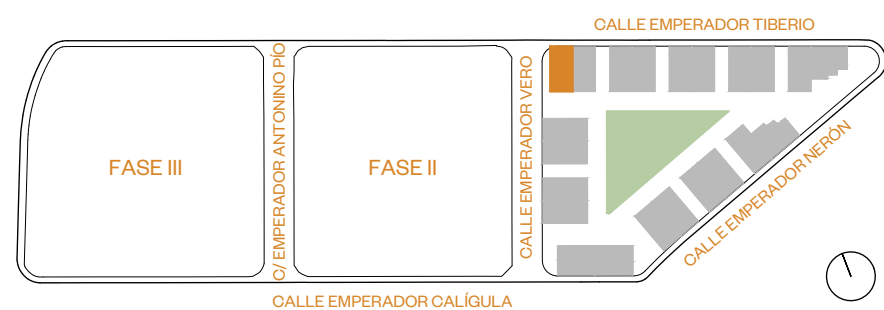 CALLE EMPERADOR TIBERIO
C/ EMPERADOR ANTONINO PÍO
CALLE EMPERADOR VERO
FASE III
FASE II
CALLE EMPERADOR NERÓN
CALLE EMPERADOR CALÍGULA